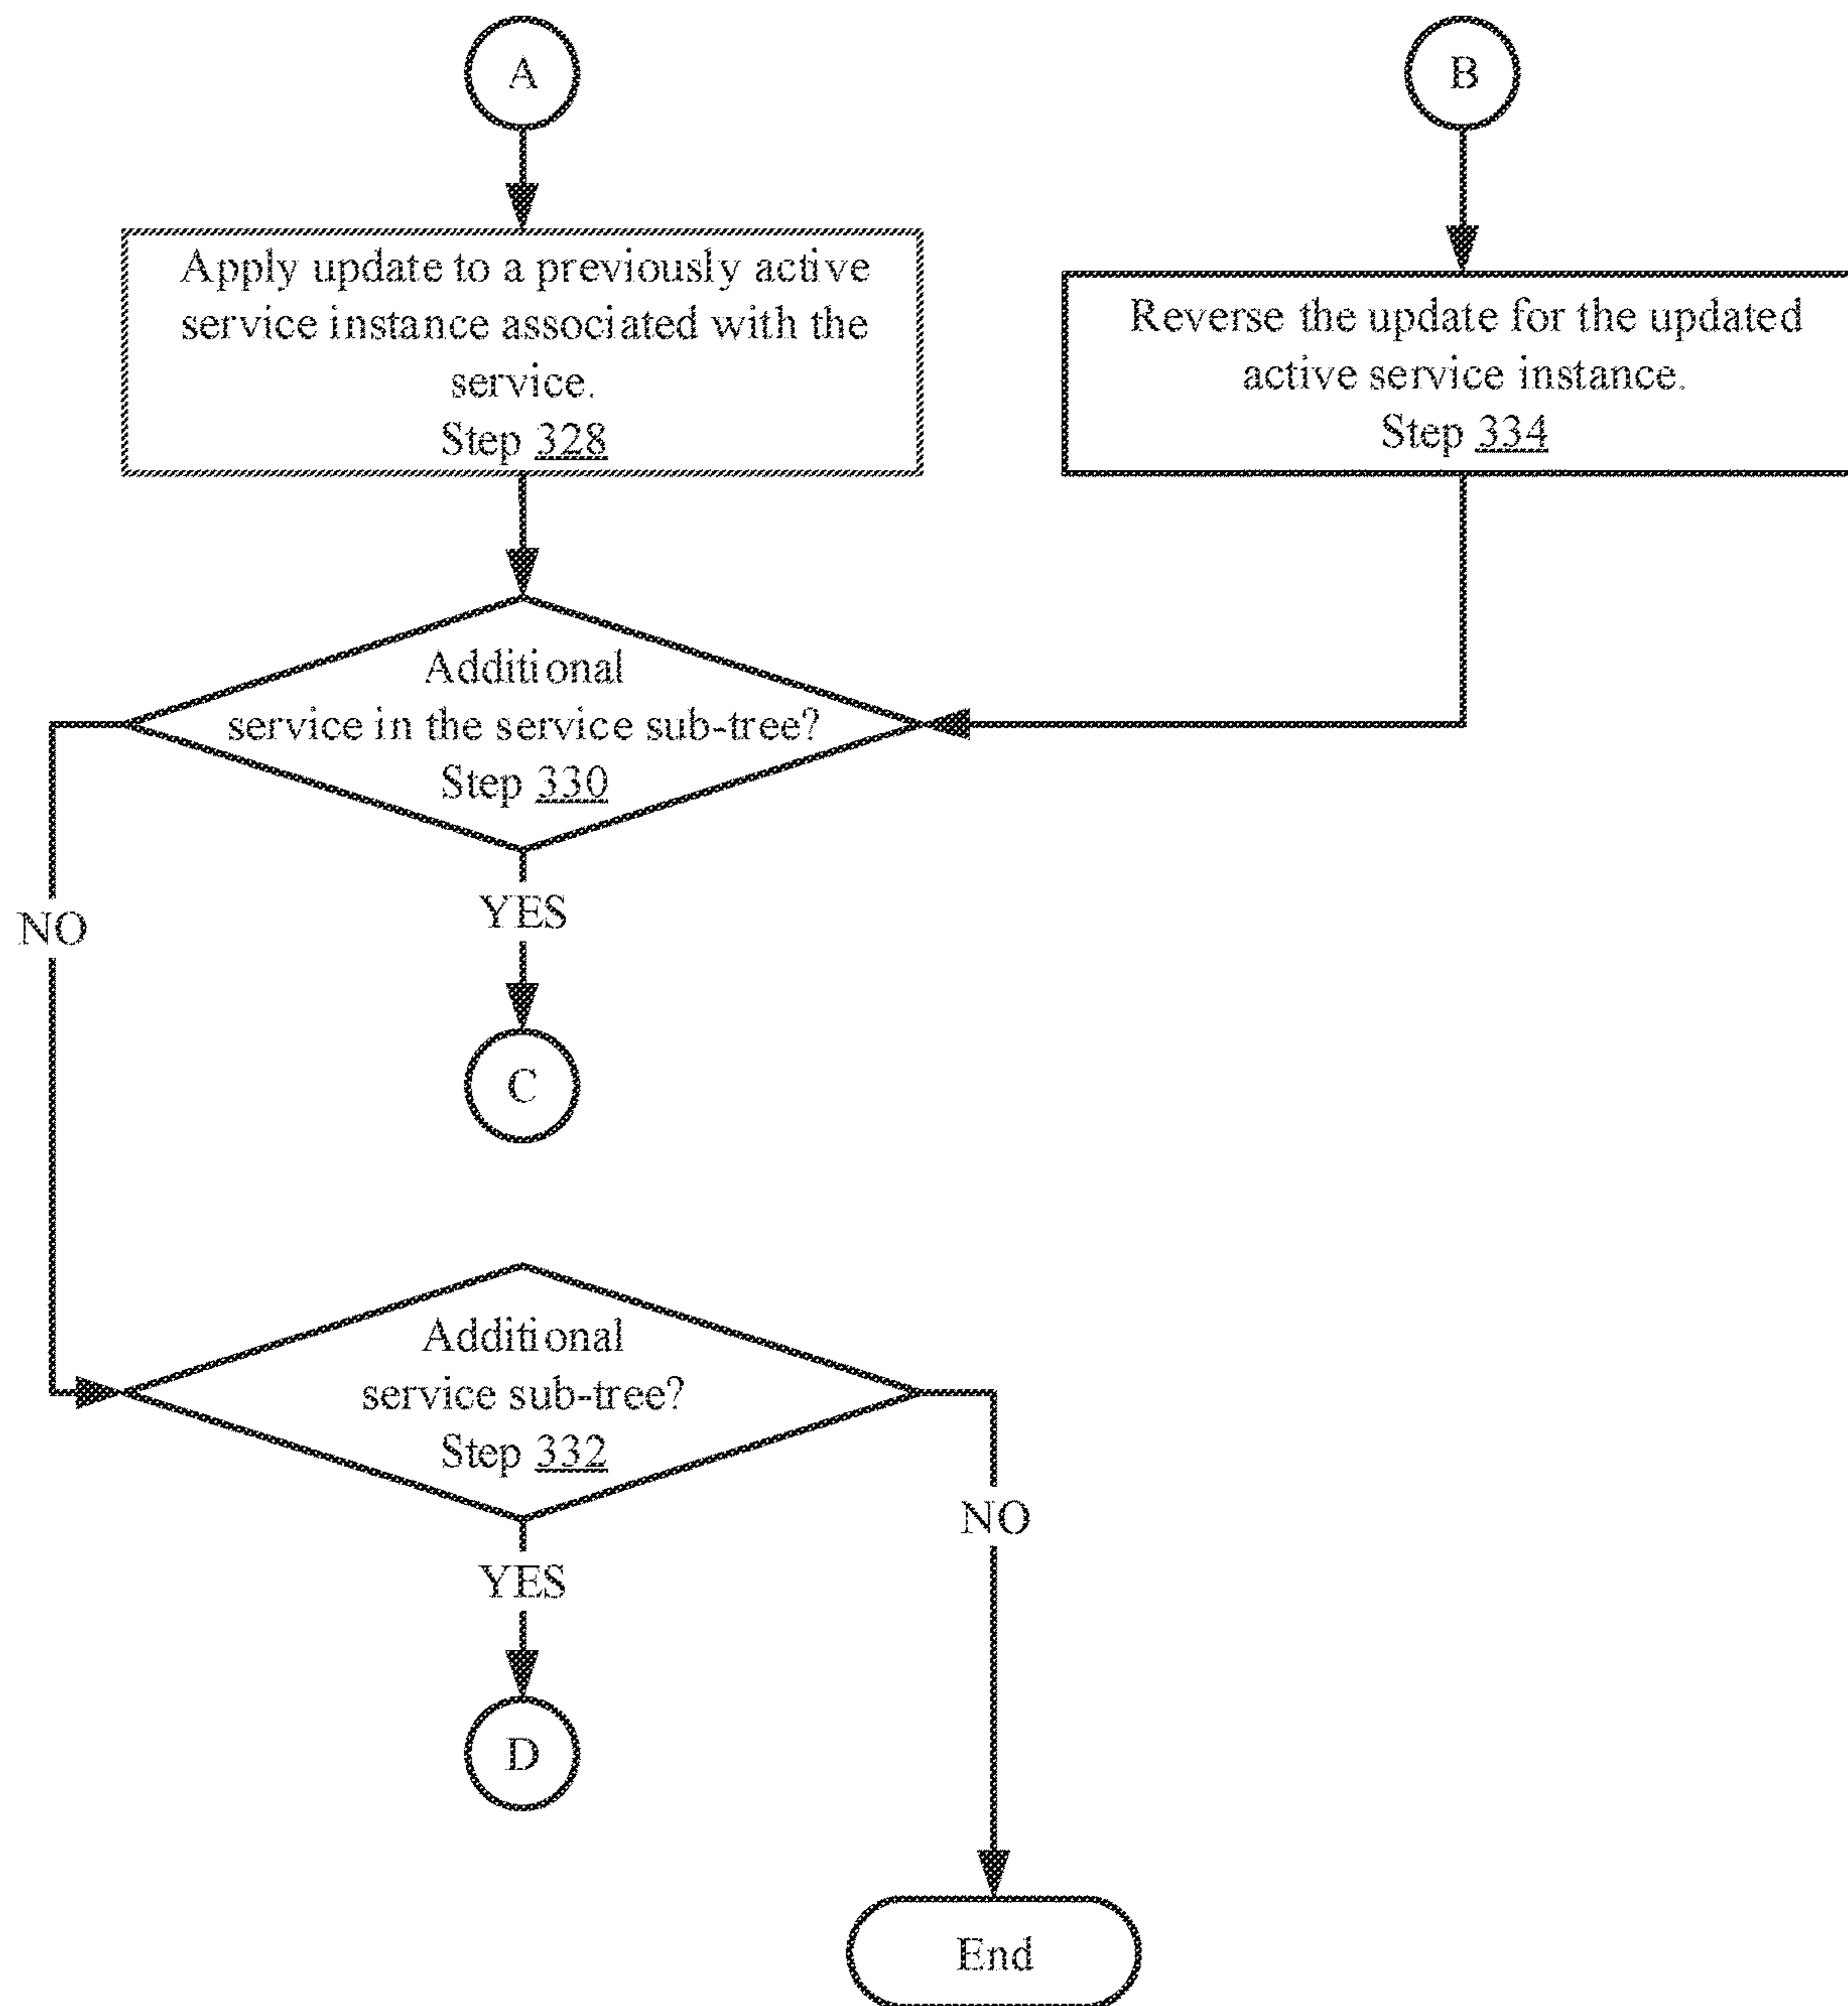 A
B
Apply update to a previously active
service instance associated with the
service.
Step 328
Reverse the update for the updated
active service instance.
Step 334
Additional
service in the service sub-tree?
Step 330
YES
NO
C
Additional
service sub-tree?
Step 332
NO
YES
D
End